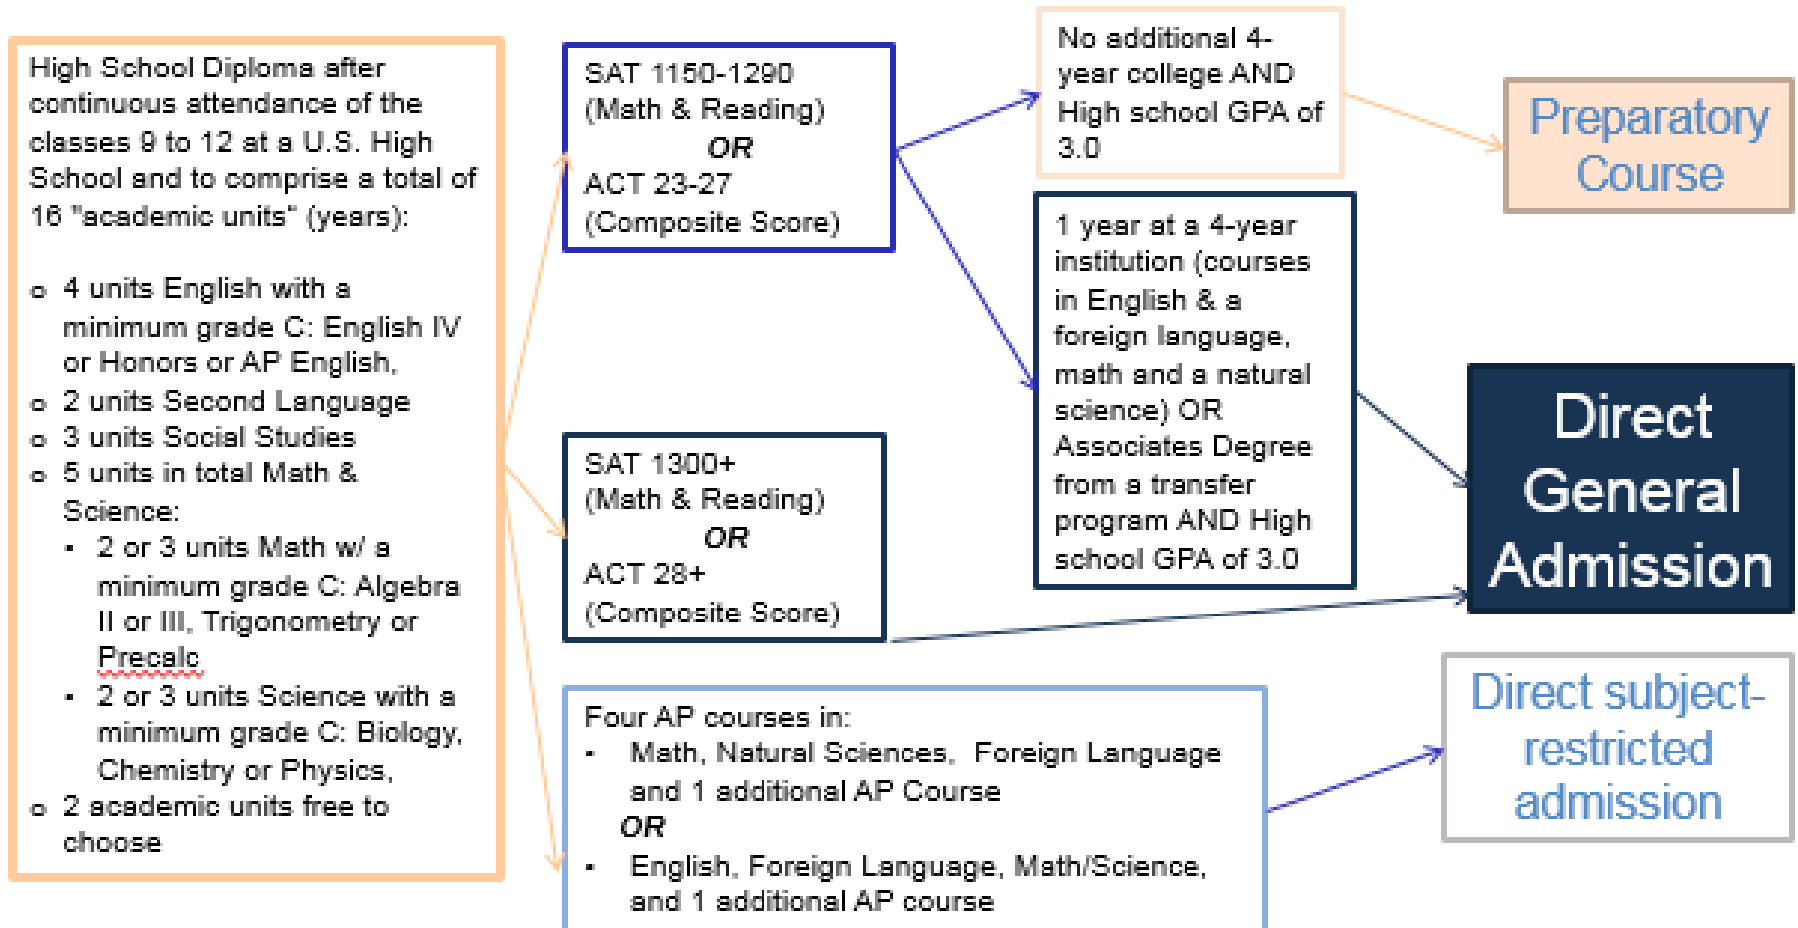 High School Diploma after
continuous attendance of the
classes 9 to 12 at a U.S. High
School and to comprise a total of
16 "academic units" (years):
o 4 units English with a
minimum grade C: English IV
or Honors or AP English,
o 2 units Second Language
o 3 units Social Studies
o 5 units in total Math &
Science:
▪ 2 or 3 units Math w/ a
minimum grade C: Algebra
II or III, Trigonometry or
Precalc
▪ 2 or 3 units Science with a
minimum grade C: Biology,
Chemistry or Physics,
o 2 academic units free to
choose
SAT 1150-1290
(Math & Reading)
OR
ACT 23-27
(Composite Score)
SAT 1300+
(Math & Reading)
OR
ACT 28+
(Composite Score)
Four AP courses in:
▪ Math, Natural Sciences, Foreign Language
and 1 additional AP Course
OR
▪ English, Foreign Language, Math/Science,
and 1 additional AP course
No additional 4-
year college AND
High school GPA of
3.0
1 year at a 4-year
institution (courses
in English & a
foreign language,
math and a natural
science) OR
Associates Degree
from a transfer
program AND High
school GPA of 3.0
Preparatory
Course
Direct
General
Admission
Direct subject-
restricted
admission